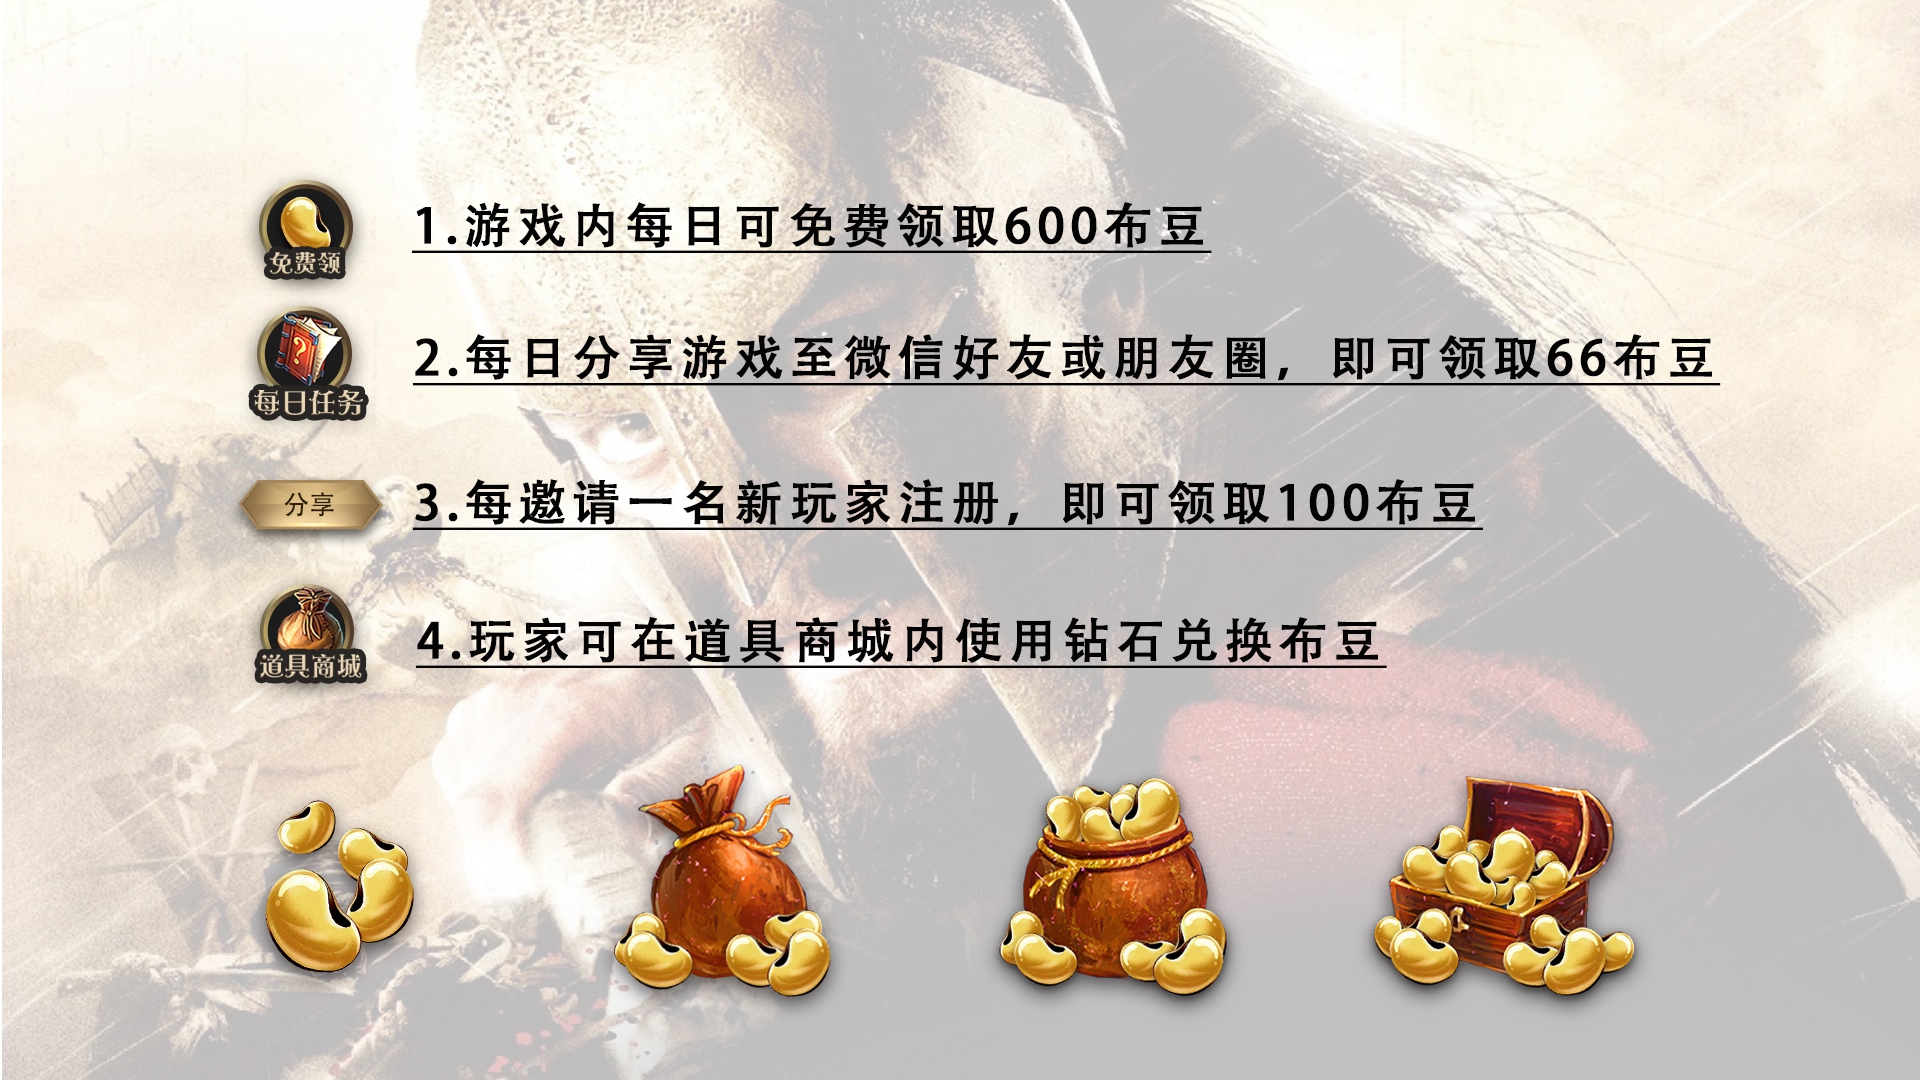 免费领
1.游戏内每日可免费领取600布豆
每日任务
2.每日分享游戏至微信好友或朋友圈，即可领取66布豆
分享
3.每邀请一名新玩家注册，即可领取100布豆
道具商城
4.玩家可在道具商城内使用钻石兑换布豆